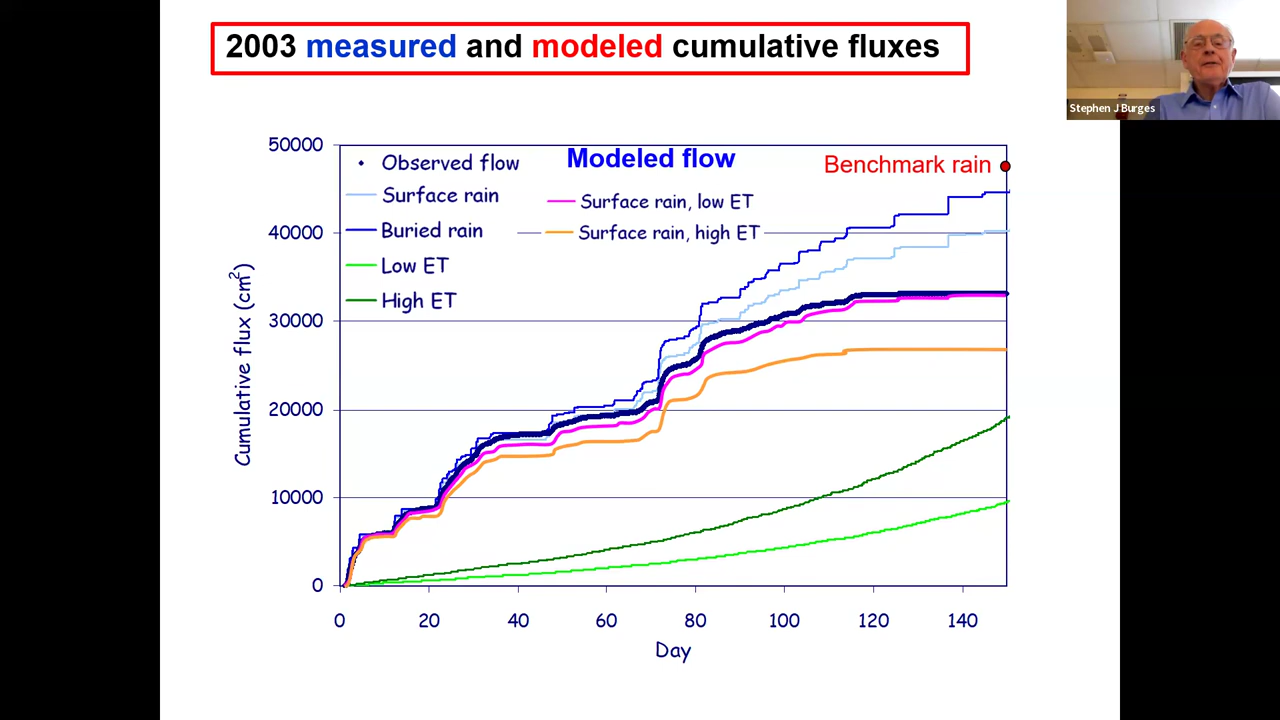 2003 measured and modeled cumulative fluxes
Stephen J Burges
50000
40000
30000
20000
10000
0
Cumulative flux (cm²)
Observed flow
Surface rain
Buried rain
Low ET
High ET
Modeled flow
Surface rain, low ET
Surface rain, high ET
Benchmark rain
0 20 40 60 80 100 120 140
Day